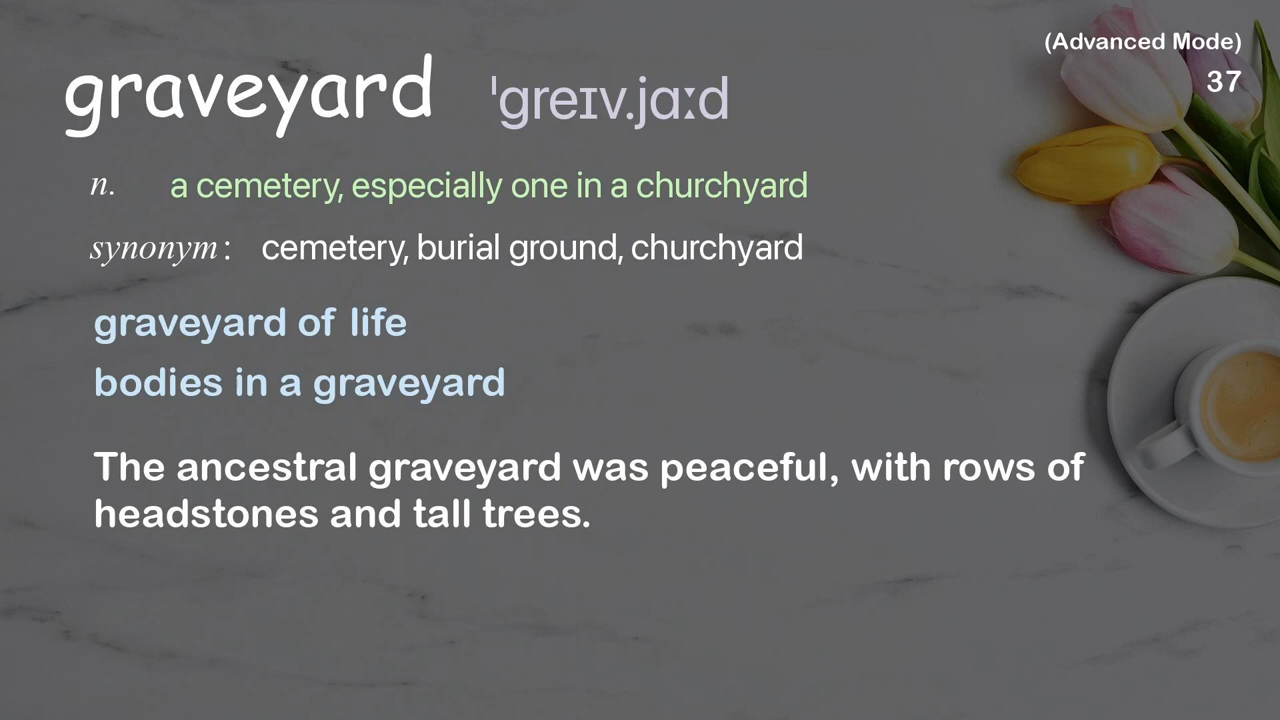 (Advanced Mode)
37
graveyard ˈɡreɪv.jɑːd
n. a cemetery, especially one in a churchyard
synonym: cemetery, burial ground, churchyard
graveyard of life
bodies in a graveyard
The ancestral graveyard was peaceful, with rows of
headstones and tall trees.